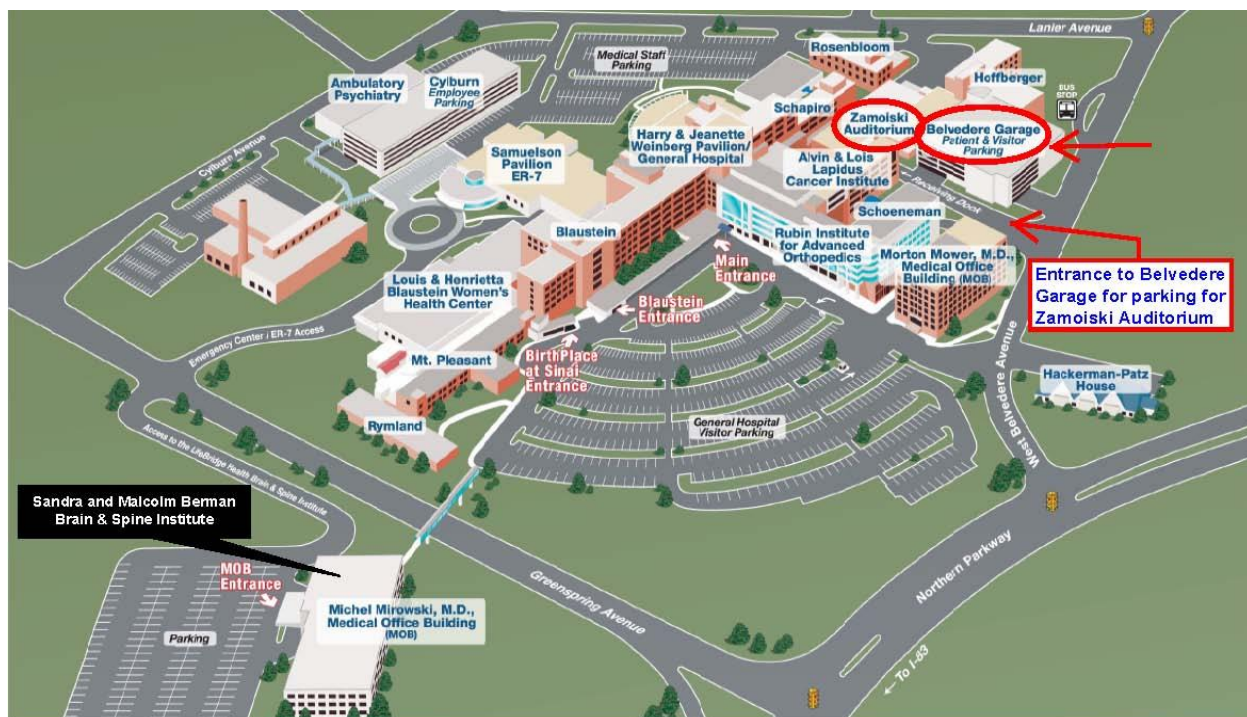 Lanier Avenue
Rosenbloom
Medical Staff
Parking
Hoffberger
Ambulatory
Psychiatry
Cylburn
Employee
Parking
BUS
STOP
Schapiro
Zamoiski
Auditorium
Belvedere Garage
Patient & Visitor
Parking
Harry & Jeanette
Weinberg Pavilion/
General Hospital
Cylburn Avenue
Samuelson
Pavilion
ER-7
Alvin & Lois
Lapidus
Cancer Institute
Receiving Dock
Schoeneman
Blaustein
Rubin Institute
for Advanced
Orthopedics
Morton Mower, M.D.,
Medical Office
Building (MOB)
Main
Entrance
Entrance to Belvedere
Garage for parking for
Zamoiski Auditorium
Louis & Henrietta
Blaustein Women's
Health Center
Blaustein
Entrance
Emergency Center / ER-7 Access
Mt. Pleasant
BirthPlace
at Sinai
Entrance
West Belvedere Avenue
Hackerman-Patz
House
Rymland
General Hospital
Visitor Parking
Access to the LifeBridge Health Brain & Spine Institute
Sandra and Malcolm Berman
Brain & Spine Institute
MOB
Entrance
Greenspring Avenue
Northern Parkway
Michel Mirowski, M.D.,
Medical Office Building
(MOB)
Parking
To I-83